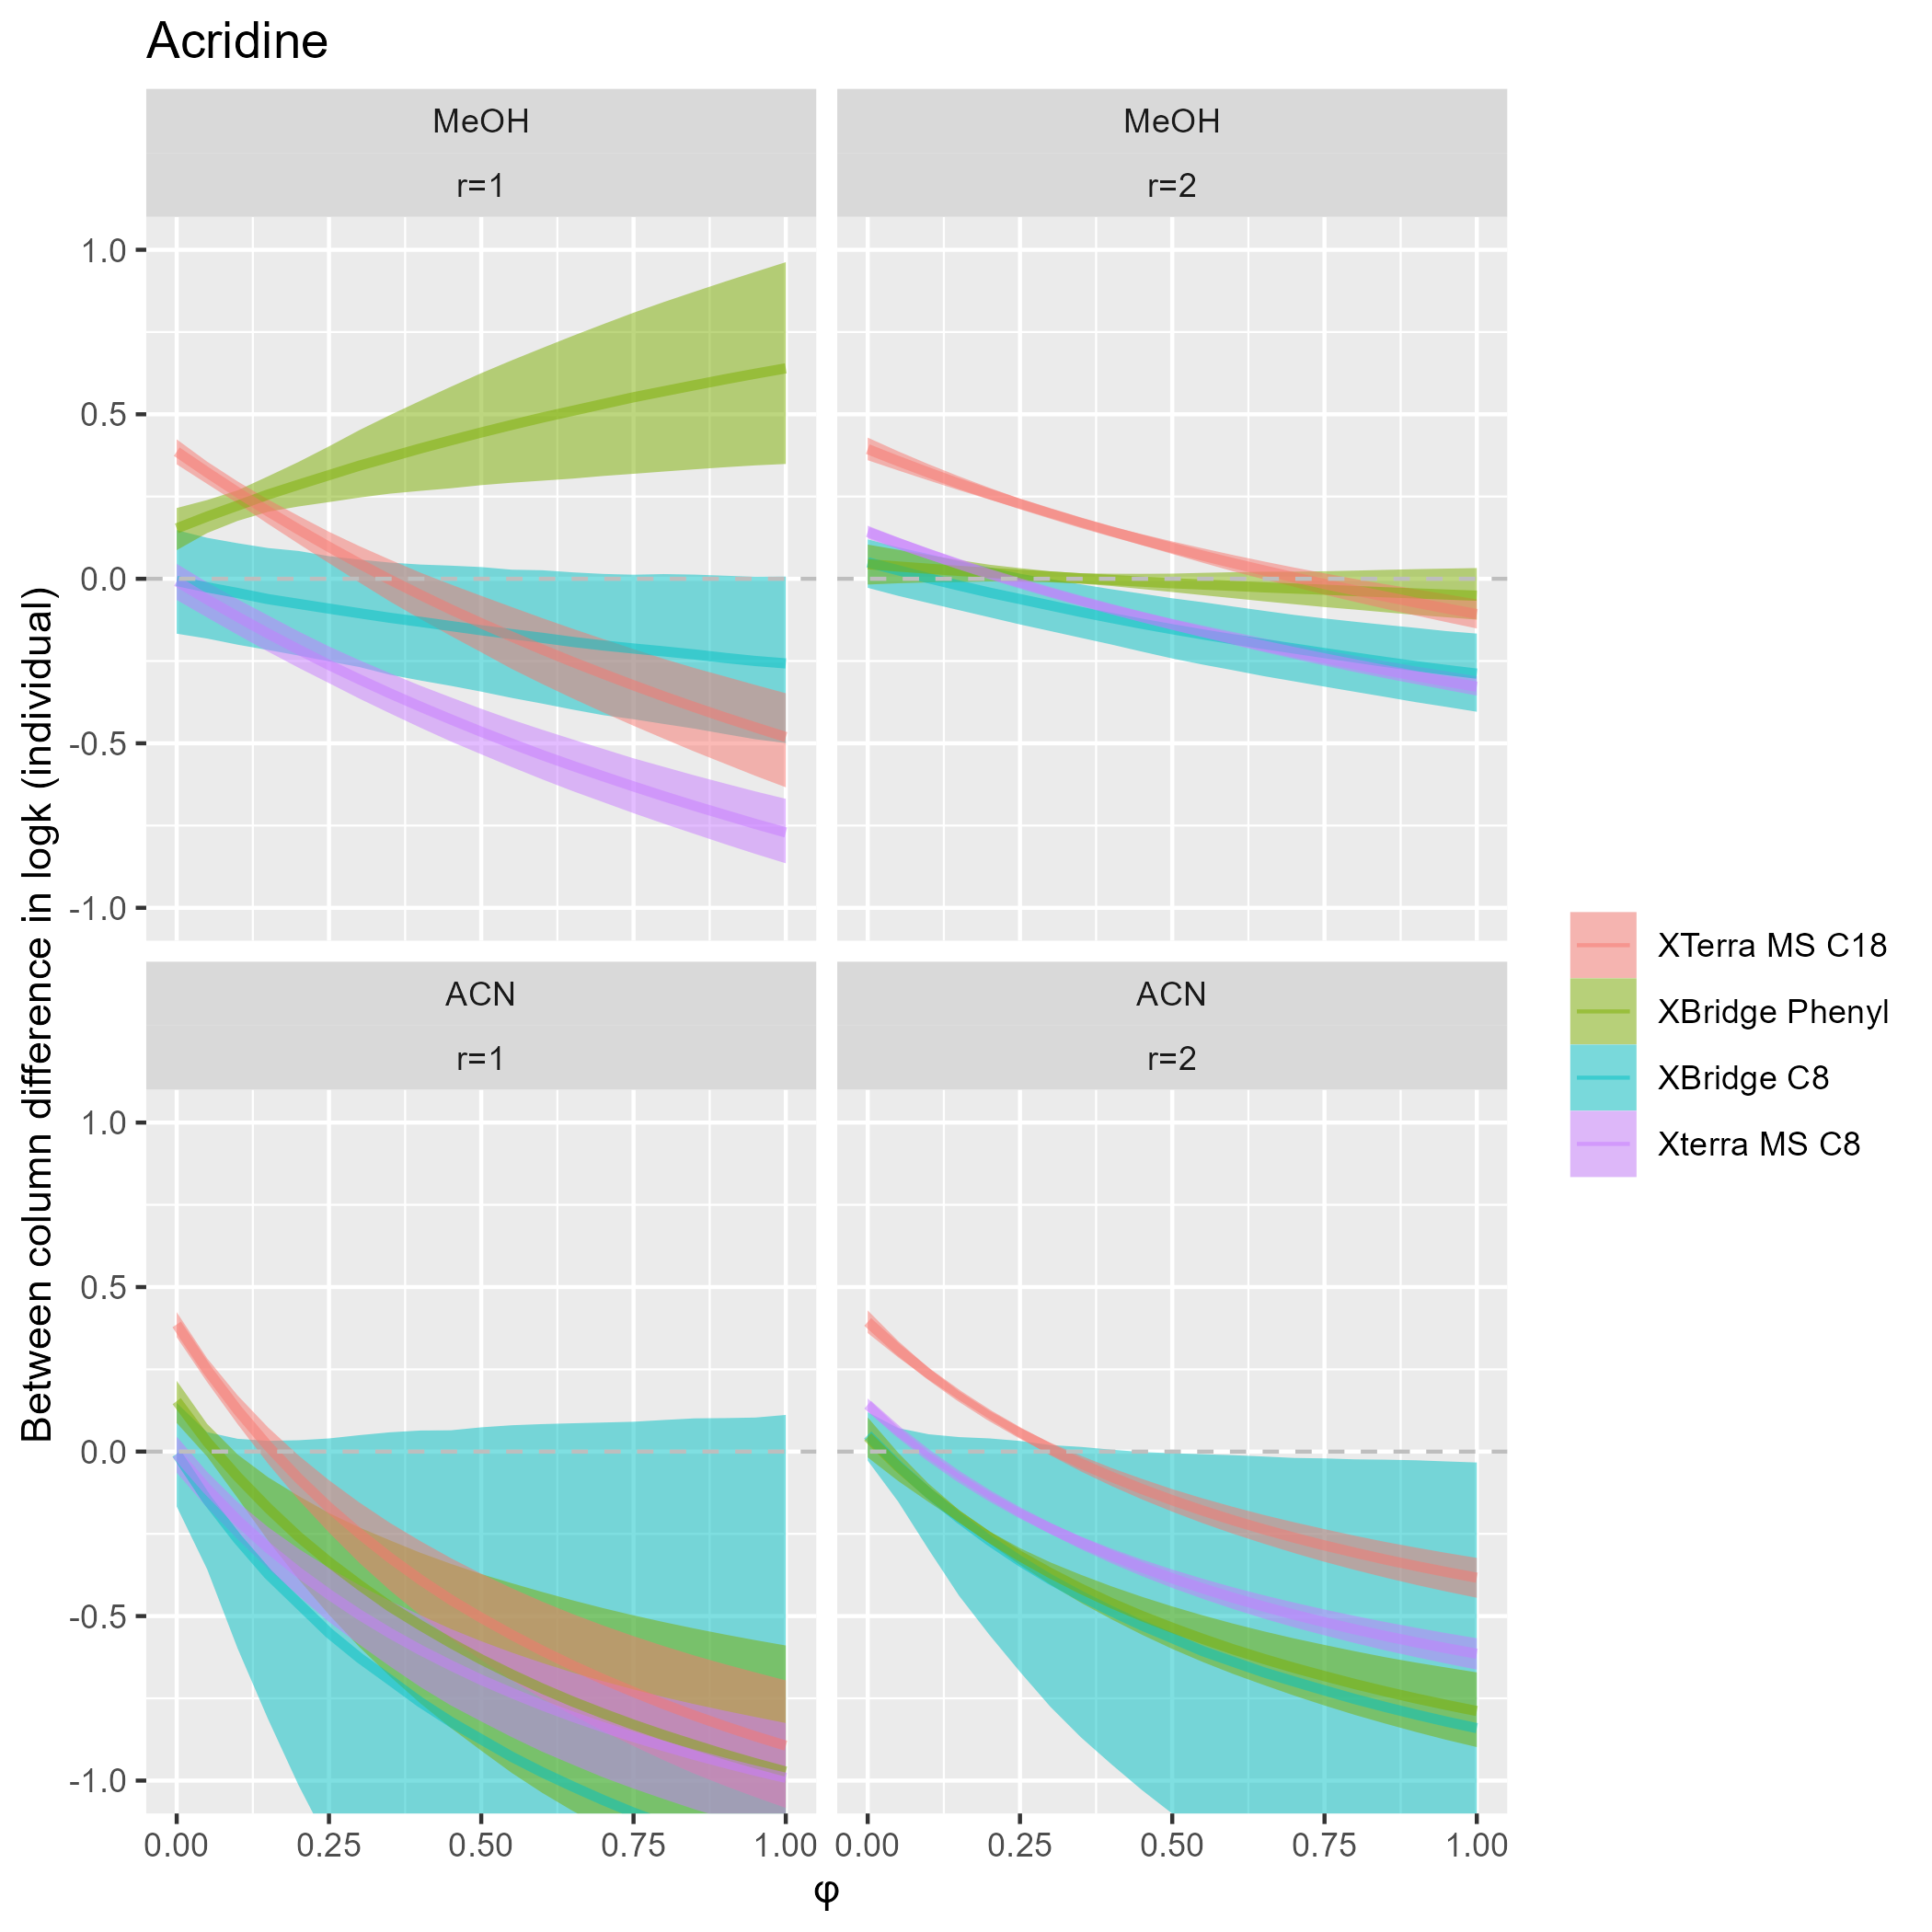 Acridine
MeOH
r=1
MeOH
r=2
1.0
0.5
0.0
-0.5
-1.0
ACN
r=1
ACN
r=2
1.0
0.5
0.0
-0.5
-1.0
0.00 0.25 0.50 0.75 1.00
0.00 0.25 0.50 0.75 1.00
φ
Between column difference in logk (individual)
XTerra MS C18
XBridge Phenyl
XBridge C8
Xterra MS C8